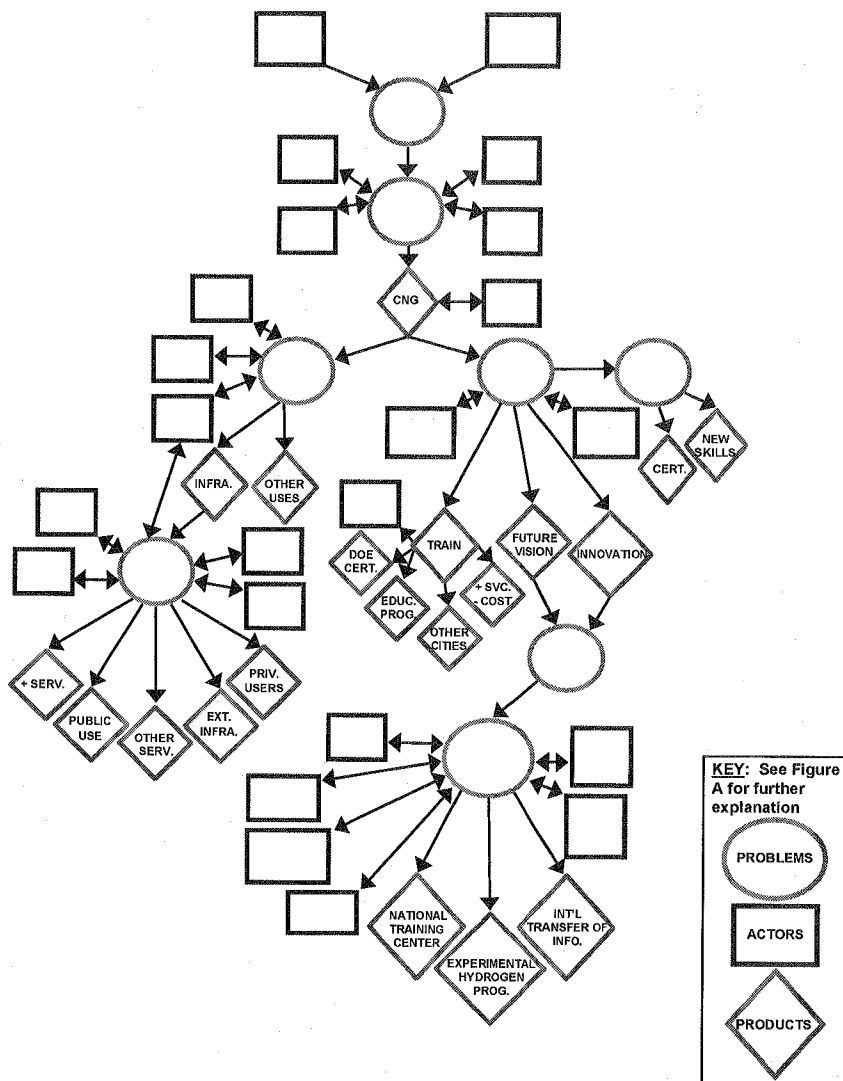 CNG
INFRA.
OTHER
USES
CERT.
NEW
SKILLS
DOE
CERT.
TRAIN
FUTURE
VISION
INNOVATION
EDUC.
PROG.
+ SVC.
- COST
OTHER
CITIES
+ SERV.
PUBLIC
USE
OTHER
SERV.
EXT.
INFRA.
PRIV.
USERS
NATIONAL
TRAINING
CENTER
EXPERIMENTAL
HYDROGEN
PROG.
INT'L
TRANSFER OF
INFO.
KEY: See Figure
A for further
explanation
PROBLEMS
ACTORS
PRODUCTS